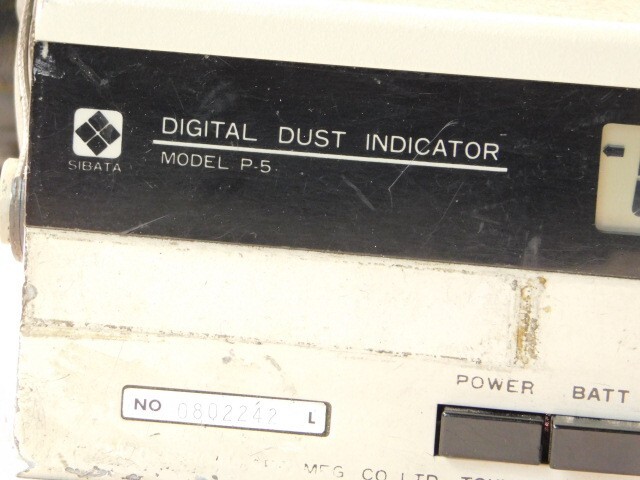 DIGITAL DUST INDICATOR
SIBATA
MODEL P-5
POWER BATT
NO 0802242 L
MFG CO LTD